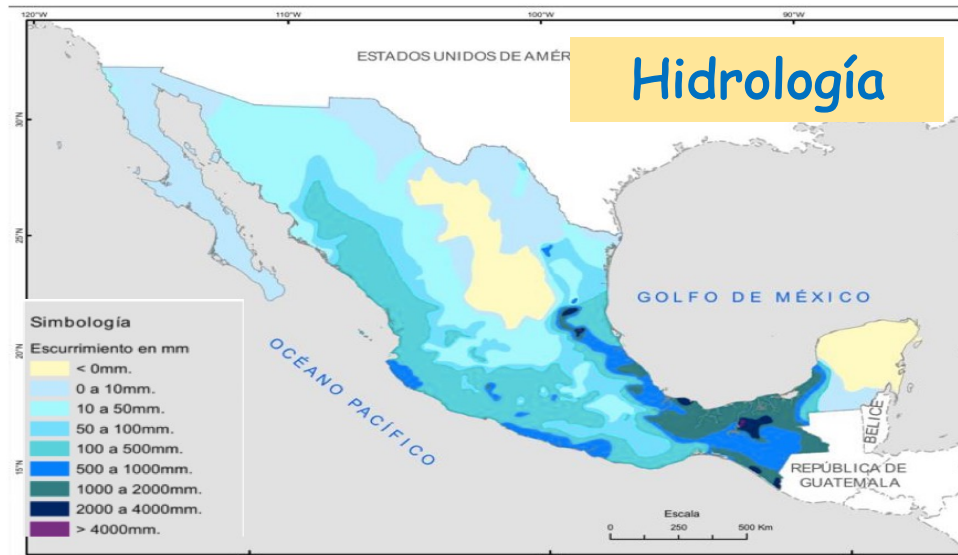 120°W
110°W
100°W
90°W
ESTADOS UNIDOS DE AMÉR
Hidrología
30°N
25°N
20°N
15°N
GOLFO DE MÉXICO
OCÉANO PACÍFICO
BELICE
REPÚBLICA DE
GUATEMALA
Simbología
Escurrimiento en mm
< 0mm.
0 a 10mm.
10 a 50mm.
50 a 100mm.
100 a 500mm.
500 a 1000mm.
1000 a 2000mm.
2000 a 4000mm.
> 4000mm.
Escala
0 250 500 Km